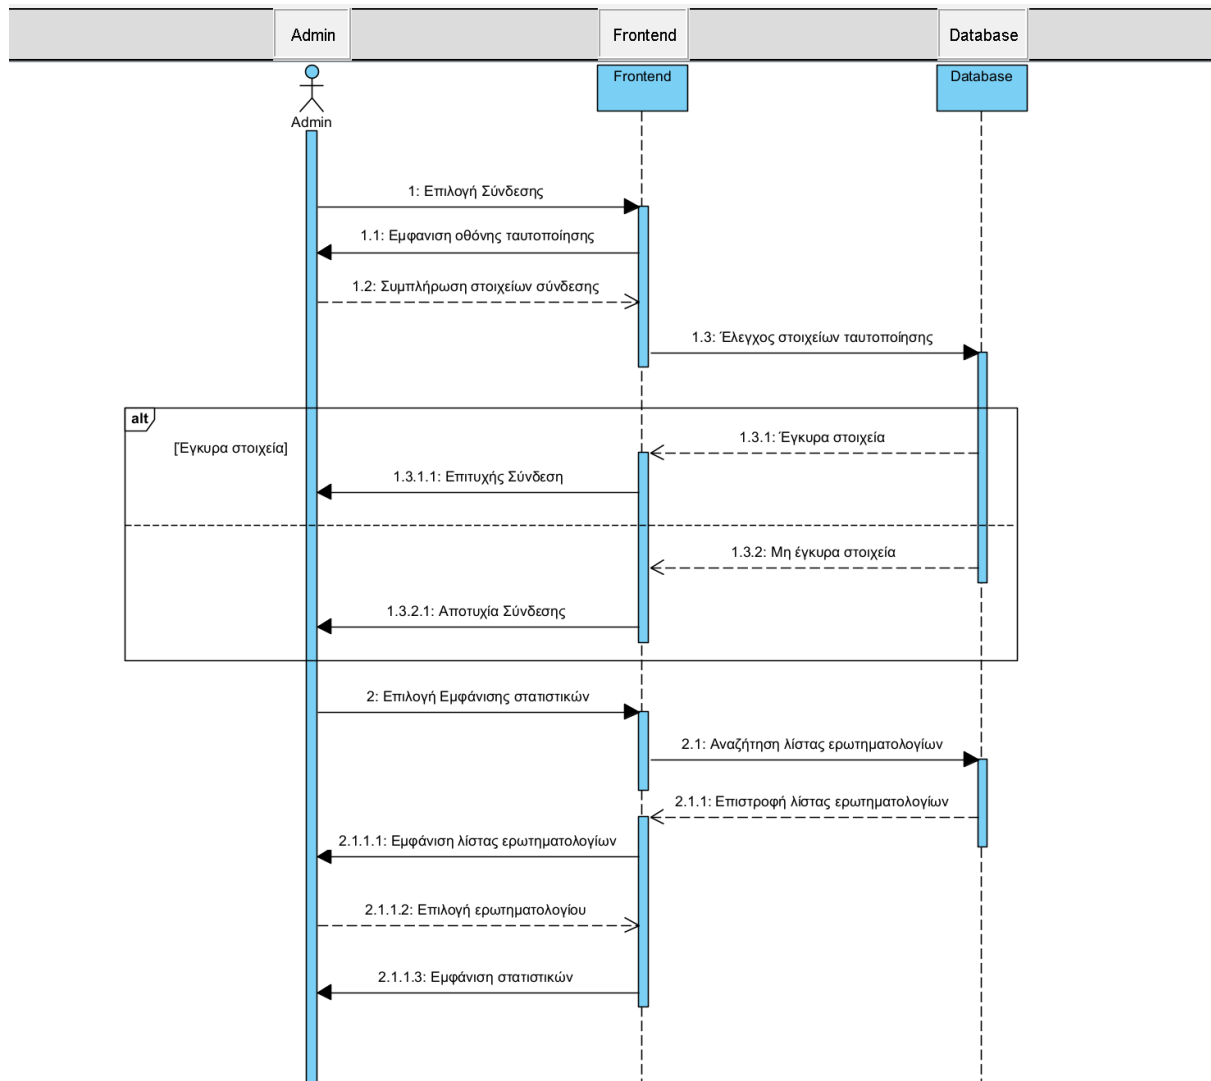 Admin
Frontend
Database
Frontend
Database
Admin
1: Επιλογή Σύνδεσης
1.1: Εμφανιση οθόνης ταυτοποίησης
1.2: Συμπλήρωση στοιχείων σύνδεσης
1.3: Έλεγχος στοιχείων ταυτοποίησης
alt
[Έγκυρα στοιχεία]
1.3.1: Έγκυρα στοιχεία
1.3.1.1: Επιτυχής Σύνδεση
1.3.2: Μη έγκυρα στοιχεία
1.3.2.1: Αποτυχία Σύνδεσης
2: Επιλογή Εμφάνισης στατιστικών
2.1: Αναζήτηση λίστας ερωτηματολογίων
2.1.1: Επιστροφή λίστας ερωτηματολογίων
2.1.1.1: Εμφάνιση λίστας ερωτηματολογίων
2.1.1.2: Επιλογή ερωτηματολογίου
2.1.1.3: Εμφάνιση στατιστικών